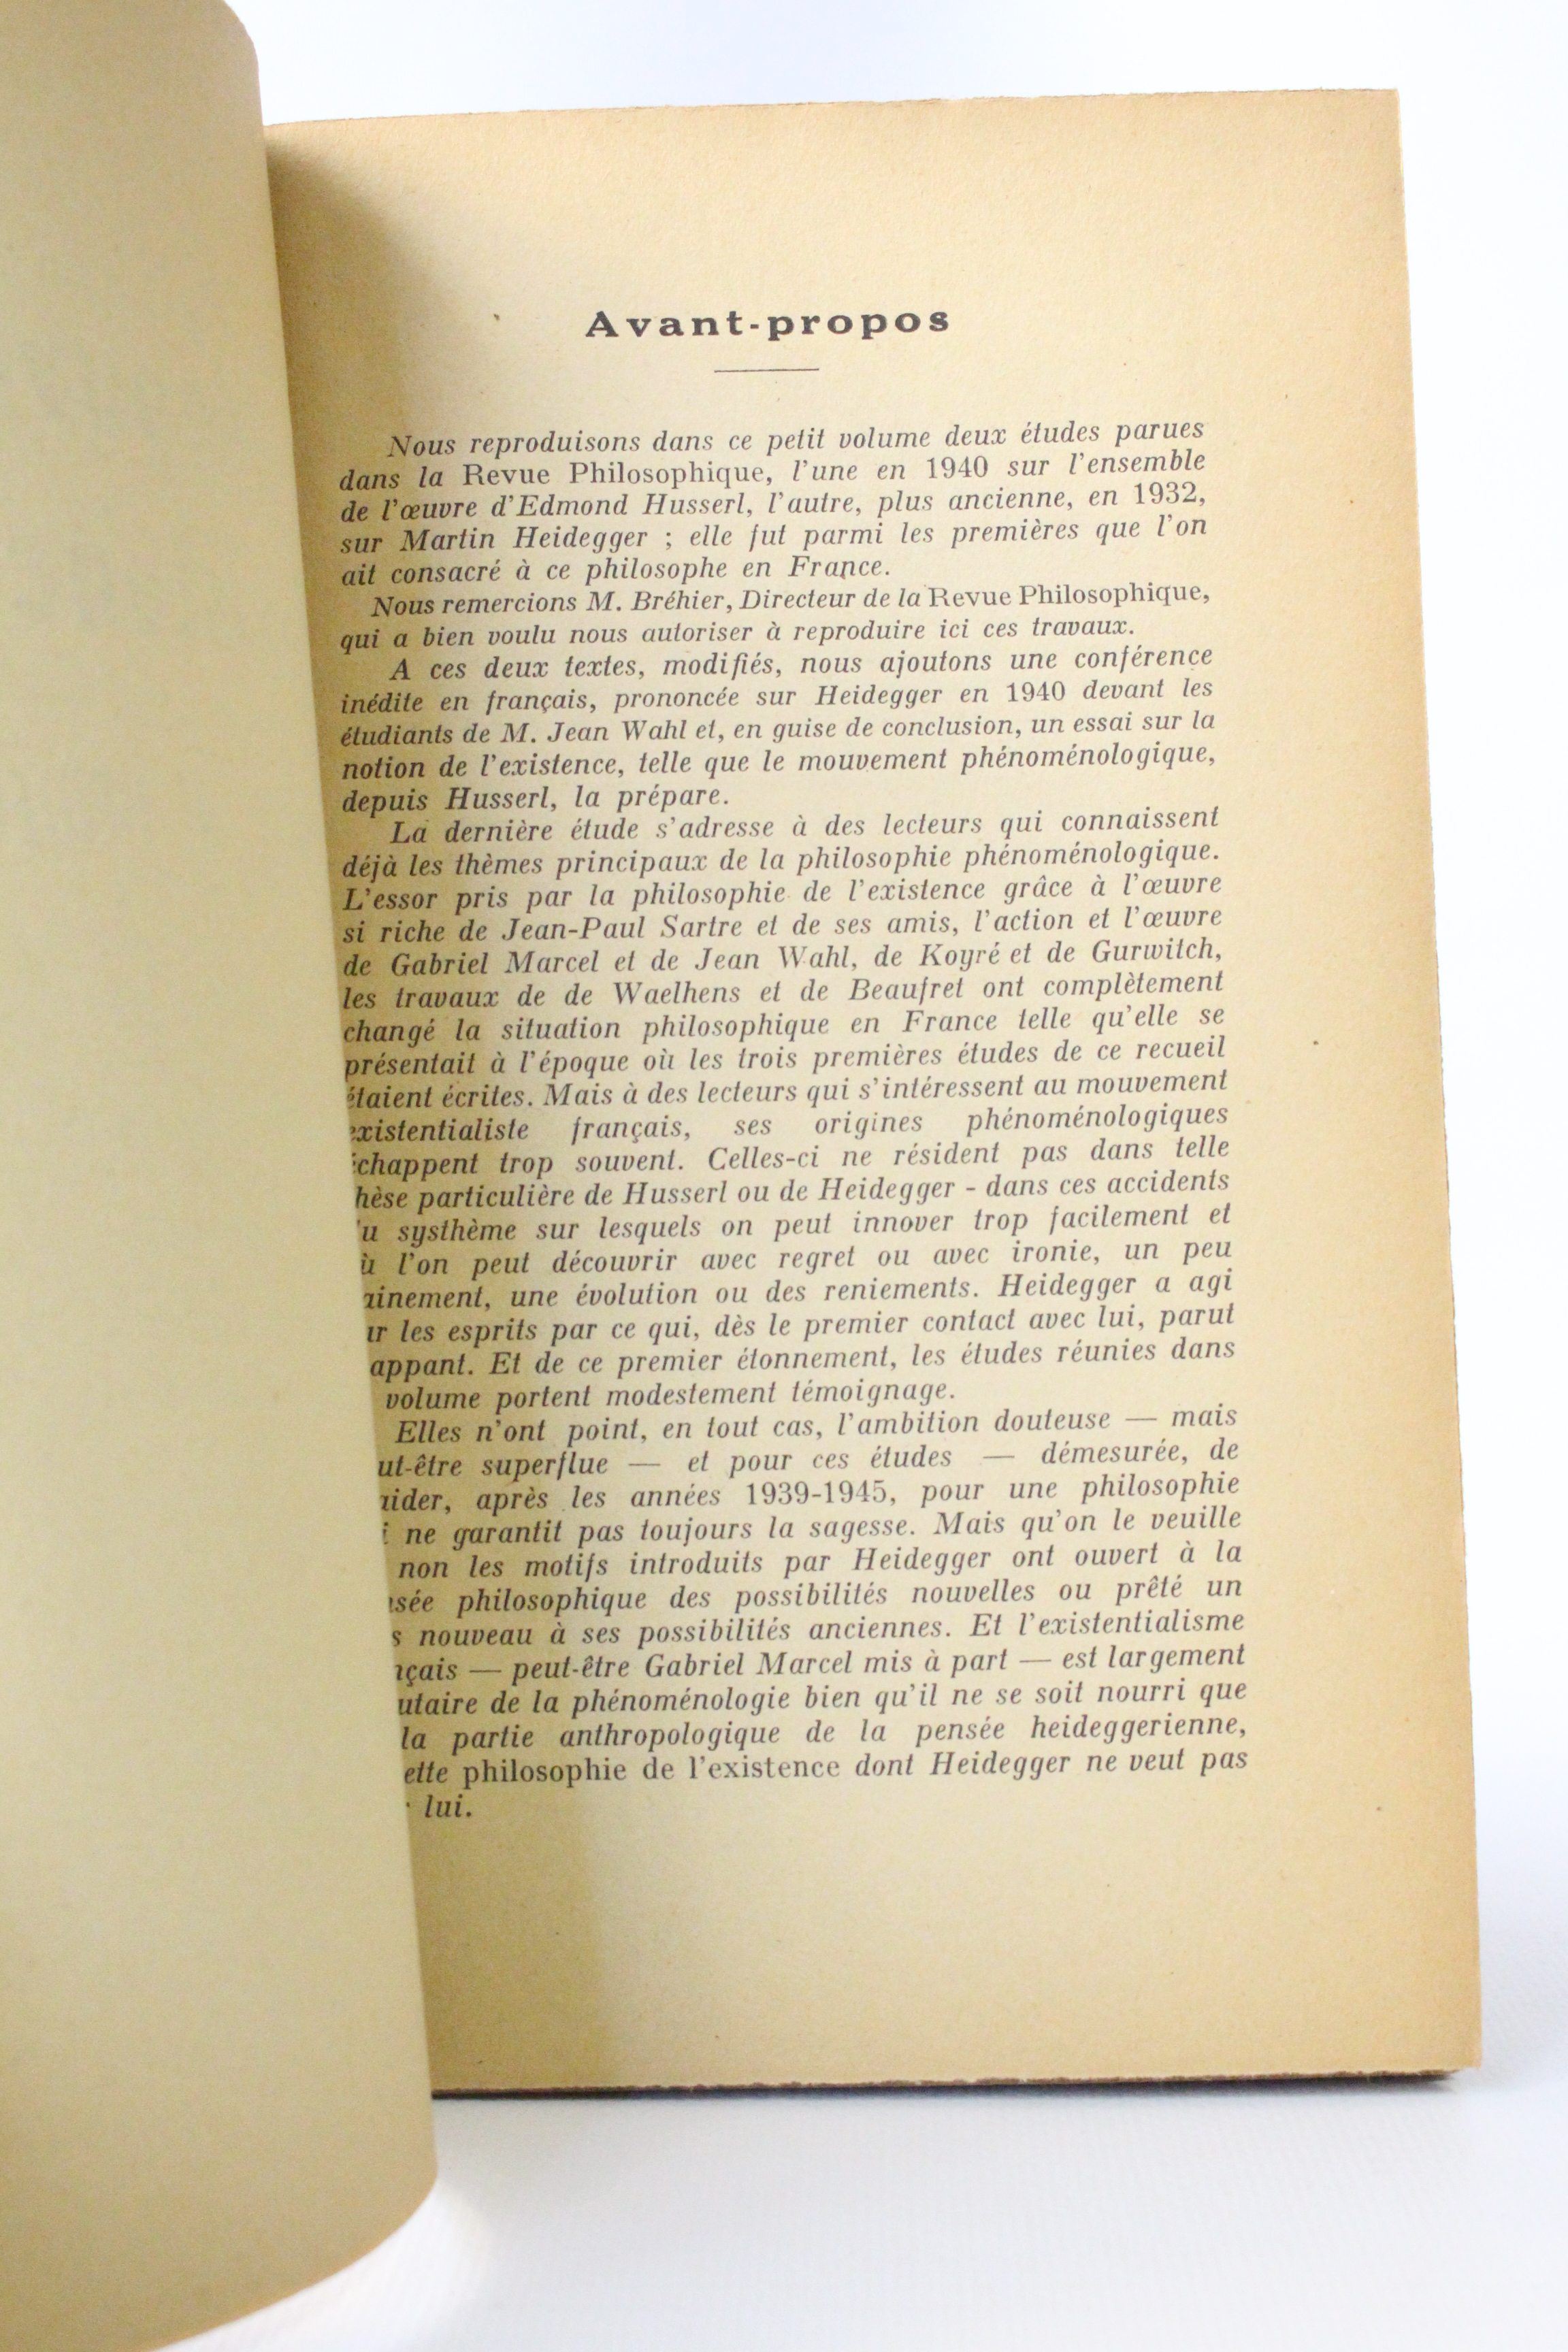 Avant-propos
Nous reproduisons dans ce petit volume deux études parues
dans la Revue Philosophique, l'une en 1940 sur l'ensemble
de l'œuvre d'Edmond Husserl, l'autre, plus ancienne, en 1932,
sur Martin Heidegger ; elle fut parmi les premières que l'on
ait consacré à ce philosophe en France.
Nous remercions M. Bréhier, Directeur de la Revue Philosophique,
qui a bien voulu nous autoriser à reproduire ici ces travaux.
A ces deux textes, modifiés, nous ajoutons une conférence
inédite en français, prononcée sur Heidegger en 1940 devant les
étudiants de M. Jean Wahl et, en guise de conclusion, un essai sur la
notion de l'existence, telle que le mouvement phénoménologique,
depuis Husserl, la prépare.
La dernière étude s'adresse à des lecteurs qui connaissent
déjà les thèmes principaux de la philosophie phénoménologique.
L'essor pris par la philosophie de l'existence grâce à l'œuvre
si riche de Jean-Paul Sartre et de ses amis, l'action et l'œuvre
de Gabriel Marcel et de Jean Wahl, de Koyré et de Gurwitch,
les travaux de de Waelhens et de Beaufret ont complètement
changé la situation philosophique en France telle qu'elle se
présentait à l'époque où les trois premières études de ce recueil
étaient écrites. Mais à des lecteurs qui s'intéressent au mouvement
existentialiste français, ses origines phénoménologiques
chappent trop souvent. Celles-ci ne résident pas dans telle
hèse particulière de Husserl ou de Heidegger - dans ces accidents
u systhème sur lesquels on peut innover trop facilement et
ù l'on peut découvrir avec regret ou avec ironie, un peu
inement, une évolution ou des reniements. Heidegger a agi
r les esprits par ce qui, dès le premier contact avec lui, parut
appant. Et de ce premier étonnement, les études réunies dans
volume portent modestement témoignage.
Elles n'ont point, en tout cas, l'ambition douteuse — mais
ut-être superflue — et pour ces études — démesurée, de
ider, après les années 1939-1945, pour une philosophie
ne garantit pas toujours la sagesse. Mais qu'on le veuille
non les motifs introduits par Heidegger ont ouvert à la
sée philosophique des possibilités nouvelles ou prêté un
s nouveau à ses possibilités anciennes. Et l'existentialisme
çais — peut-être Gabriel Marcel mis à part — est largement
utaire de la phénoménologie bien qu'il ne se soit nourri que
la partie anthropologique de la pensée heideggerienne,
ette philosophie de l'existence dont Heidegger ne veut pas
lui.